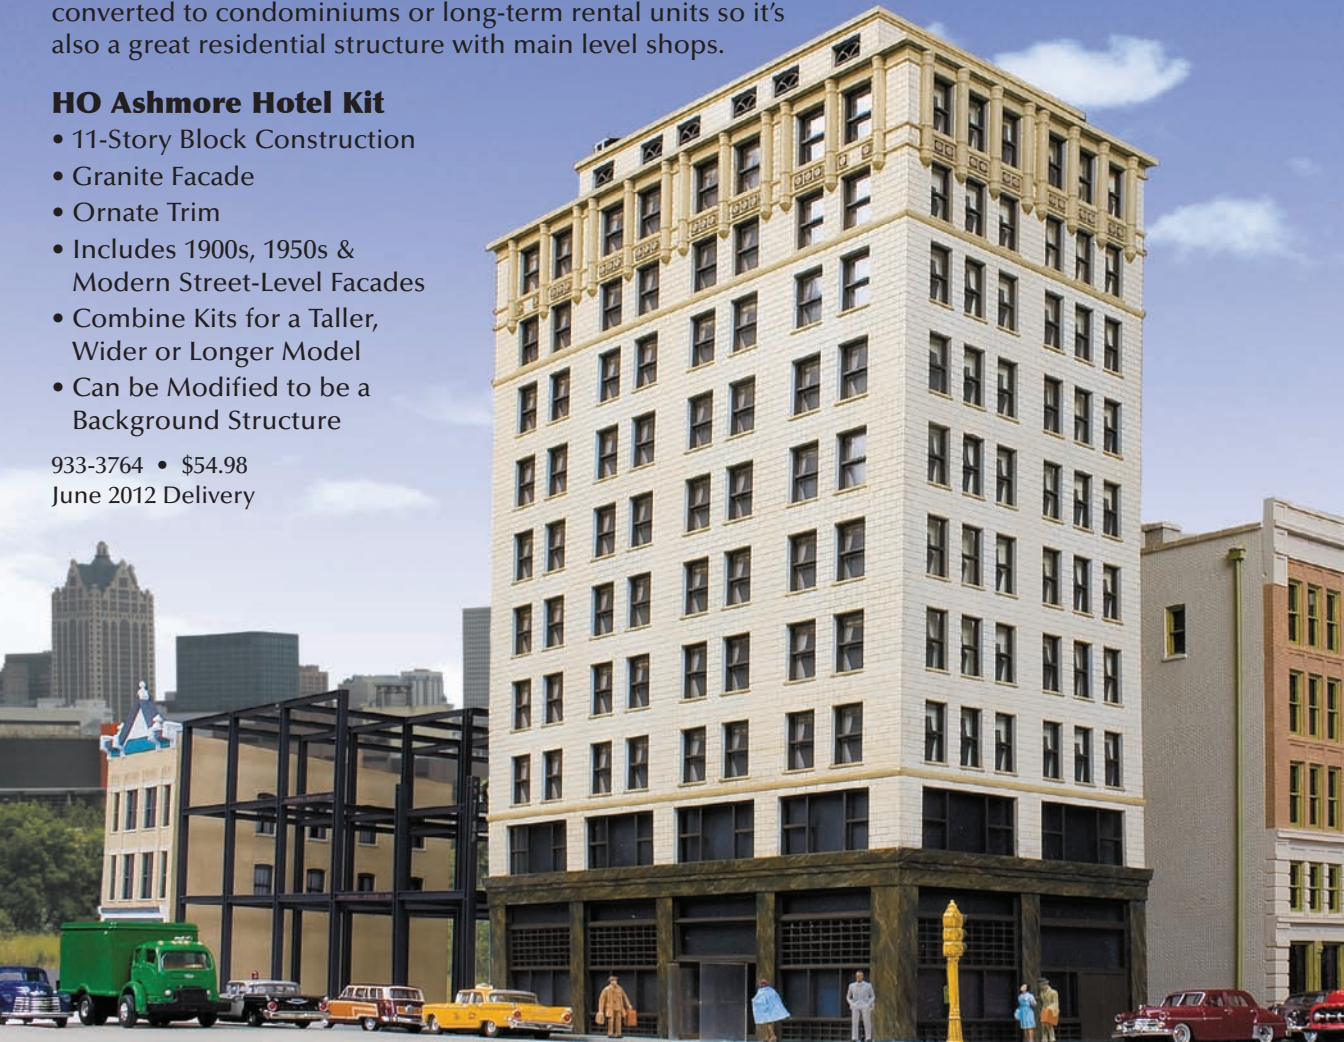 converted to condominiums or long-term rental units so it's
also a great residential structure with main level shops.
HO Ashmore Hotel Kit
• 11-Story Block Construction
• Granite Facade
• Ornate Trim
• Includes 1900s, 1950s &
Modern Street-Level Facades
• Combine Kits for a Taller,
Wider or Longer Model
• Can be Modified to be a
Background Structure
933-3764 • $54.98
June 2012 Delivery